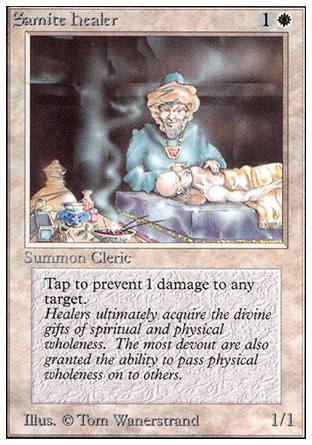 Samite Healer 1
Summon Cleric
Tap to prevent 1 damage to any
target.
Healers ultimately acquire the divine
gifts of spiritual and physical
wholeness. The most devout are also
granted the ability to pass physical
wholeness on to others.
Illus. © Tom Wanerstrand 1/1